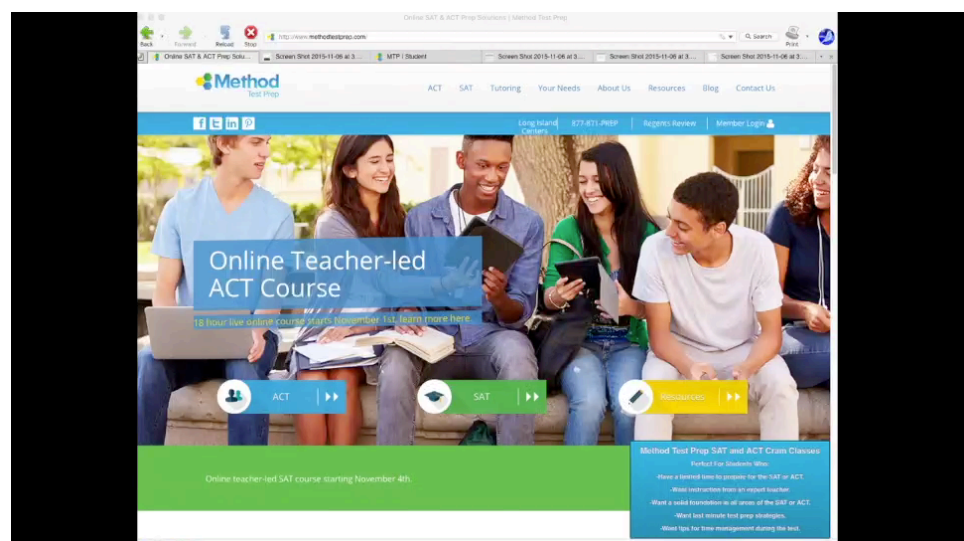 Online SAT & ACT Prep Solutions | Method Test Prep
Back Forward Reload Stop http://www.methodtestprep.com Search Print
Online SAT & ACT Prep Solu... Screen Shot 2015-11-06 at 3.... MTP / Student Screen Shot 2015-11-06 at 3.... Screen Shot 2015-11-06 at 3.... Screen Shot 2015-11-06 at 3....
Method
Test Prep
ACT SAT Tutoring Your Needs About Us Resources Blog Contact Us
Long Island Centers 877-871-PREP Regents Review Member Login
Online Teacher-led
ACT Course
18 hour live online course starts November 1st, learn more here.
ACT SAT Resources
Online teacher-led SAT course starting November 4th.
Method Test Prep SAT and ACT Cram Classes
Perfect For Students Who:
-Have a limited time to prepare for the SAT or ACT.
-Want instruction from an expert teacher.
-Want a solid foundation in all areas of the SAT or ACT.
-Want last minute test prep strategies.
-Want tips for time management during the test.